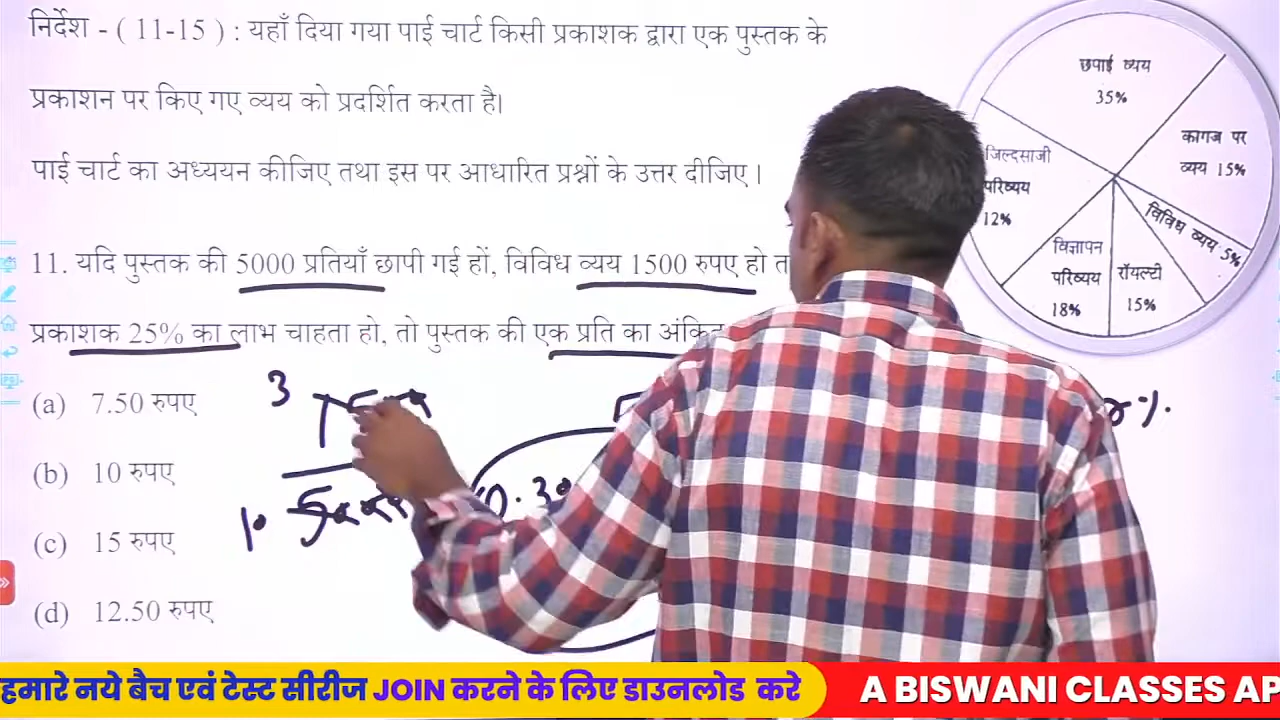 निर्देश - ( 11-15 ) : यहाँ दिया गया पाई चार्ट किसी प्रकाशक द्वारा एक पुस्तक के
प्रकाशन पर किए गए व्यय को प्रदर्शित करता है।
पाई चार्ट का अध्ययन कीजिए तथा इस पर आधारित प्रश्नों के उत्तर दीजिए ।
11. यदि पुस्तक की 5000 प्रतियाँ छापी गई हों, विविध व्यय 1500 रुपए हो
प्रकाशक 25% का लाभ चाहता हो, तो पुस्तक की एक प्रति का
(a) 7.50 रुपए
(b) 10 रुपए
(c) 15 रुपए
(d) 12.50 रुपए
छपाई व्यय
35%
कागज पर
व्यय 15%
विविध व्यय 5%
रॉयल्टी
15%
विज्ञापन
परिव्यय
18%
जिल्दसाजी
परिव्यय
12%
3
10
हमारे नये बैच एवं टेस्ट सीरीज JOIN करने के लिए डाउनलोड करे
A BISWANI CLASSES